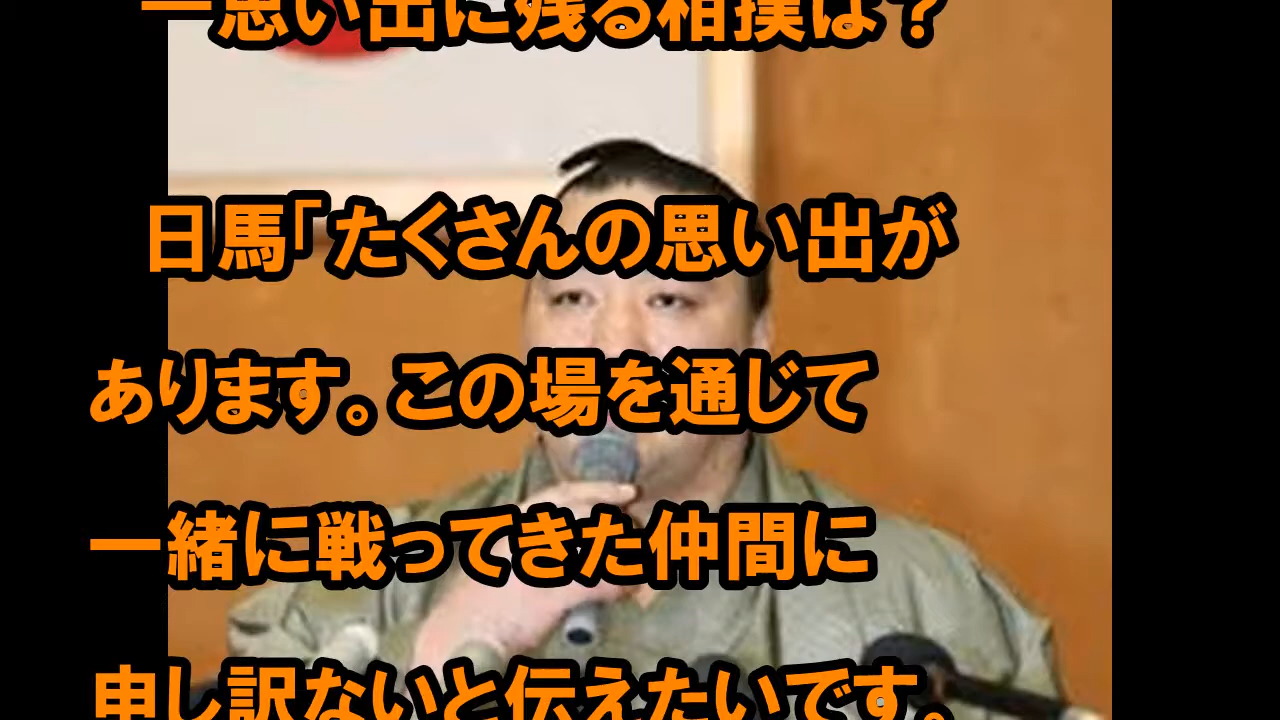 ―思い出に残る相撲は？
日馬「たくさんの思い出が
あります。この場を通じて
一緒に戦ってきた仲間に
申し訳ないと伝えたいです。